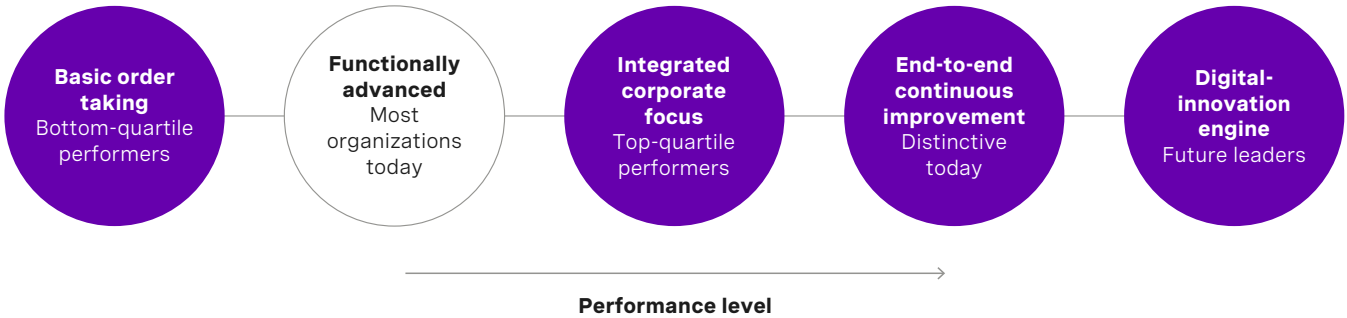 Basic order
taking
Bottom-quartile
performers
Functionally
advanced
Most
organizations
today
Integrated
corporate
focus
Top-quartile
performers
End-to-end
continuous
improvement
Distinctive
today
Digital-
innovation
engine
Future leaders
Performance level